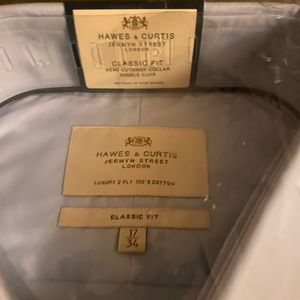 HAWES & CURTIS
JERMYN STREET
LONDON
CLASSIC FIT
SEMI CUTAWAY COLLAR
SINGLE CUFF
HAWES & CURTIS
JERMYN STREET
LONDON
LUXURY 2 PLY 100% COTTON
CLASSIC FIT
17
34